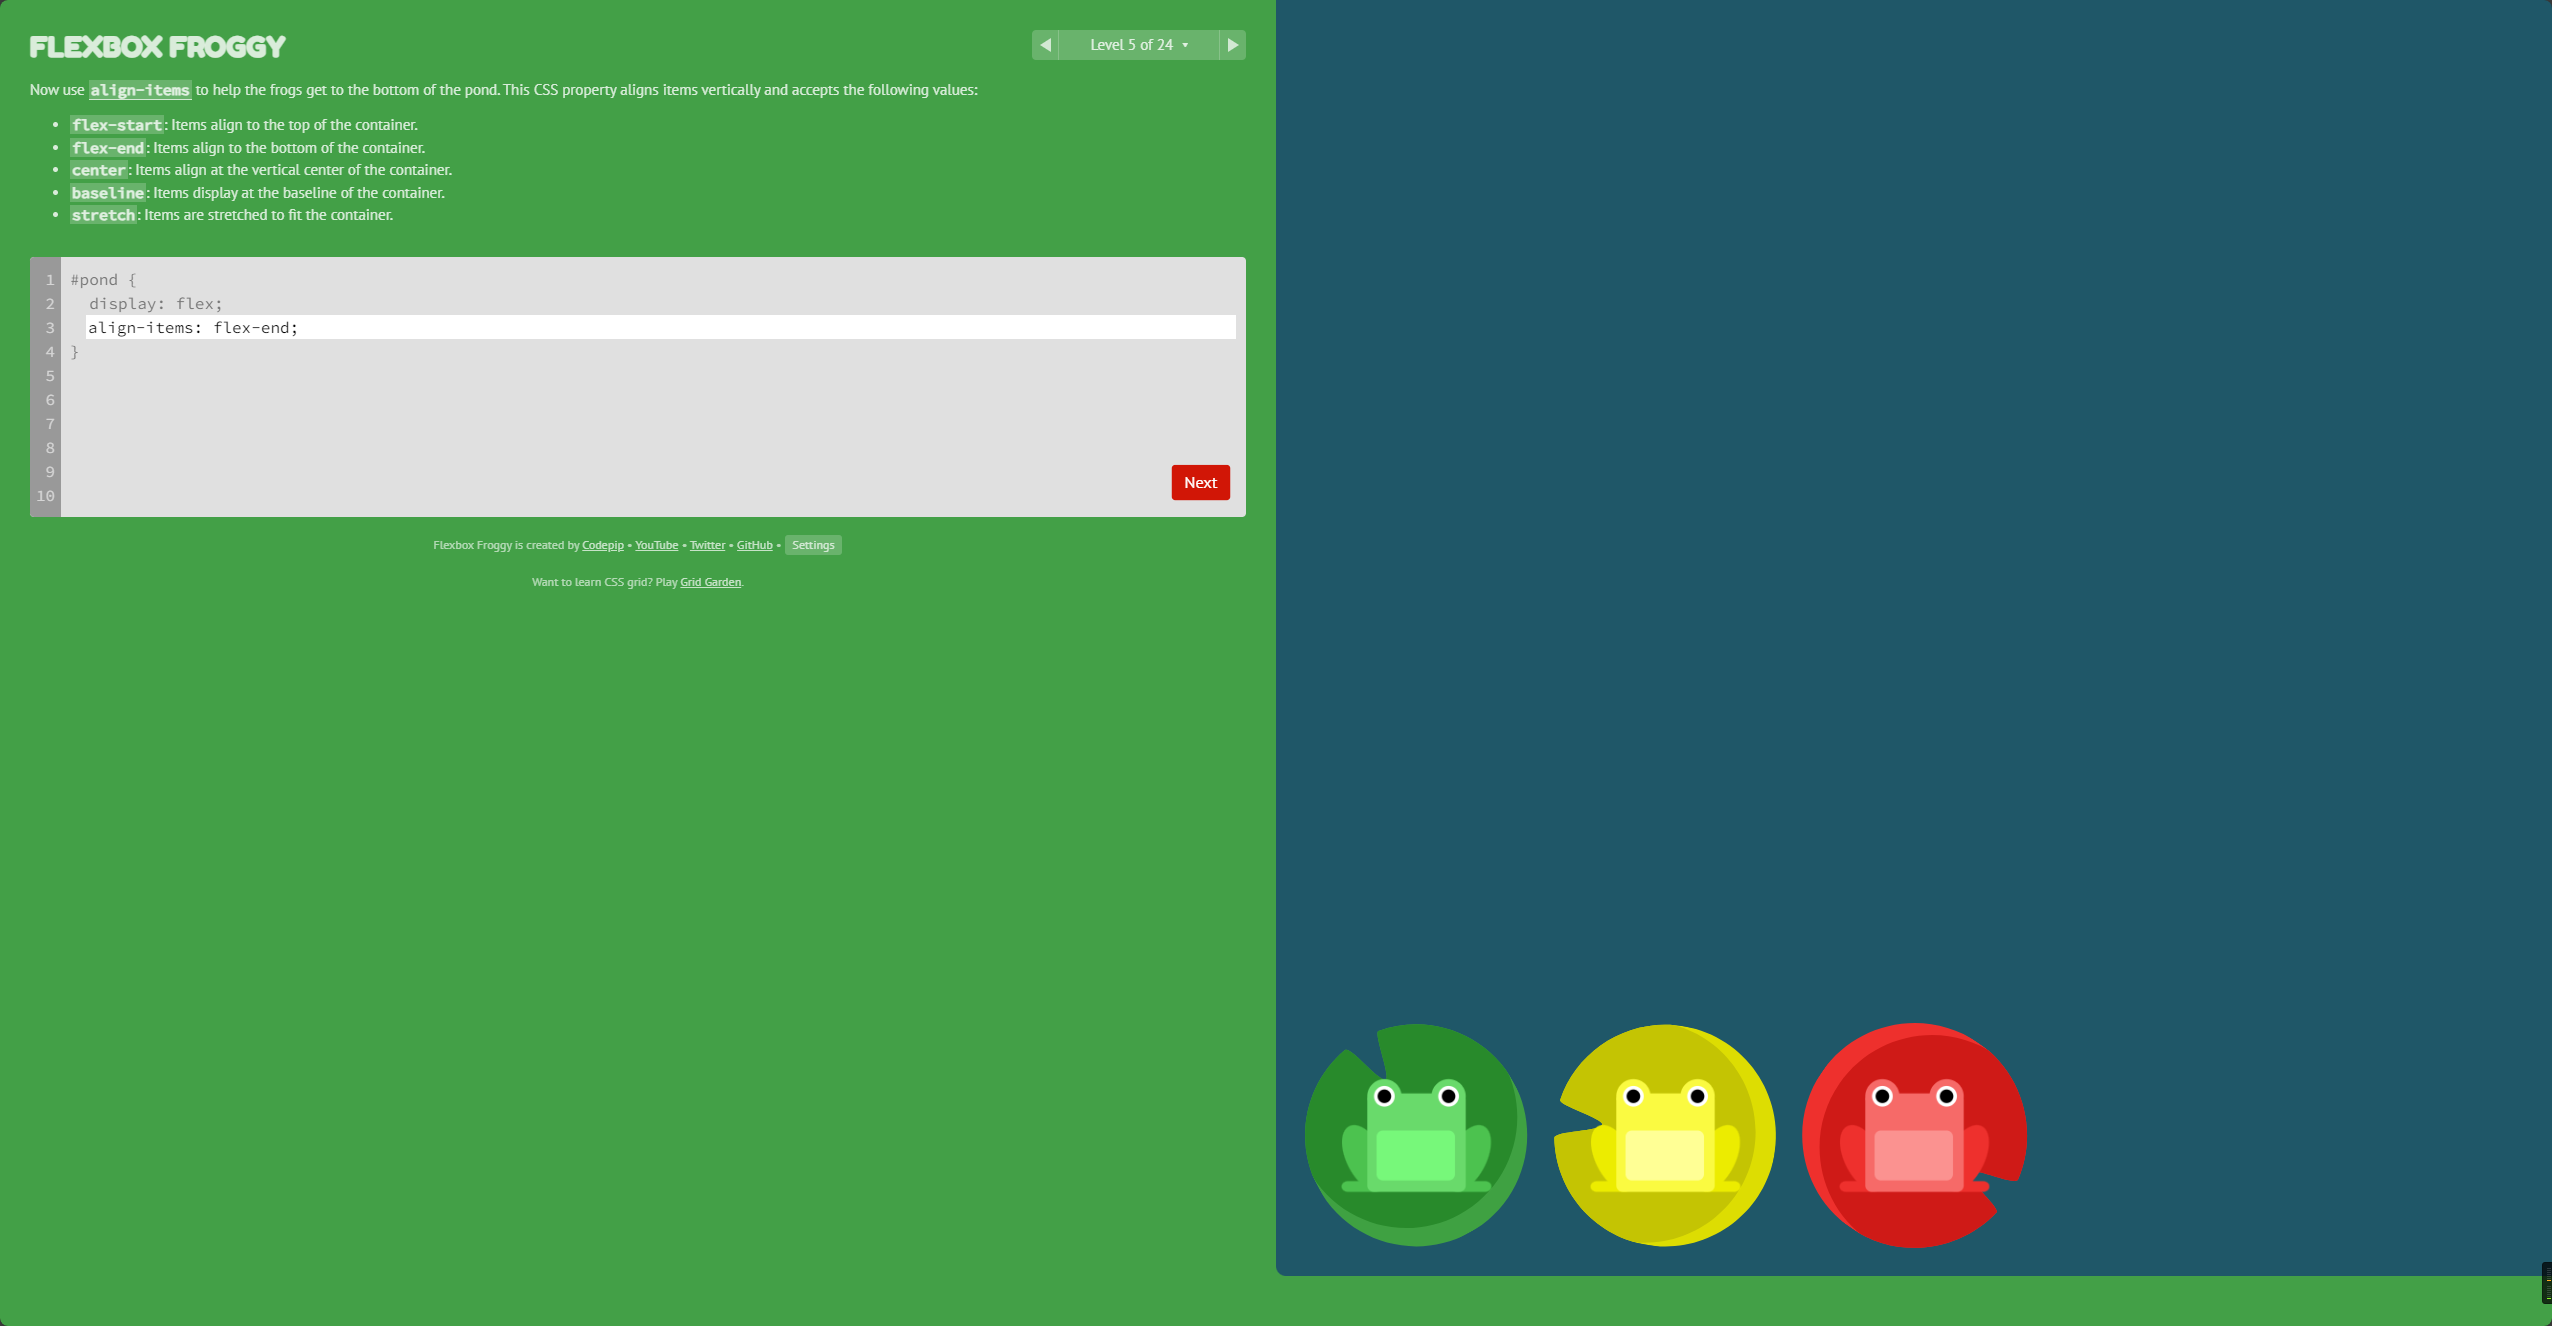 FLEXBOX FROGGY
Level 5 of 24
Now use align-items to help the frogs get to the bottom of the pond. This CSS property aligns items vertically and accepts the following values:
• flex-start: Items align to the top of the container.
• flex-end: Items align to the bottom of the container.
• center: Items align at the vertical center of the container.
• baseline: Items display at the baseline of the container.
• stretch: Items are stretched to fit the container.
1 #pond {
2 display: flex;
3 align-items: flex-end;
4 }
5
6
7
8
9
10
Next
Flexbox Froggy is created by Codepip • YouTube • Twitter • GitHub • Settings
Want to learn CSS grid? Play Grid Garden.